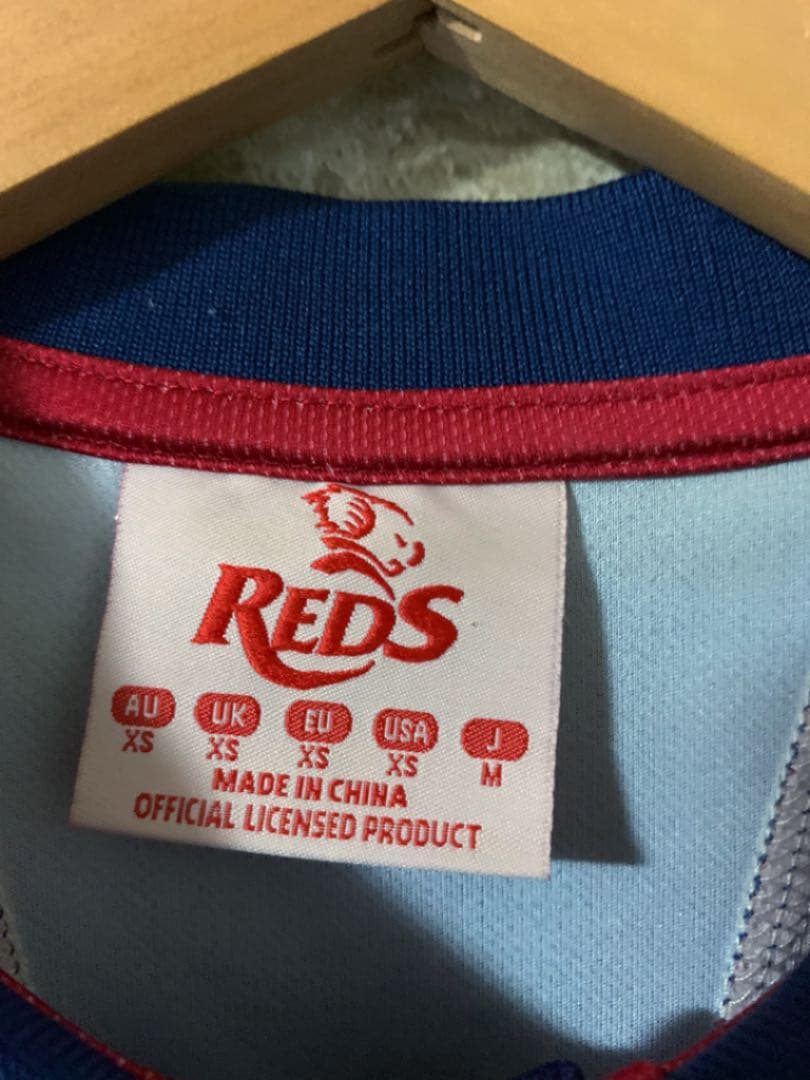 REDS
AU UK EU USA J
XS XS XS XS M
MADE IN CHINA
OFFICIAL LICENSED PRODUCT